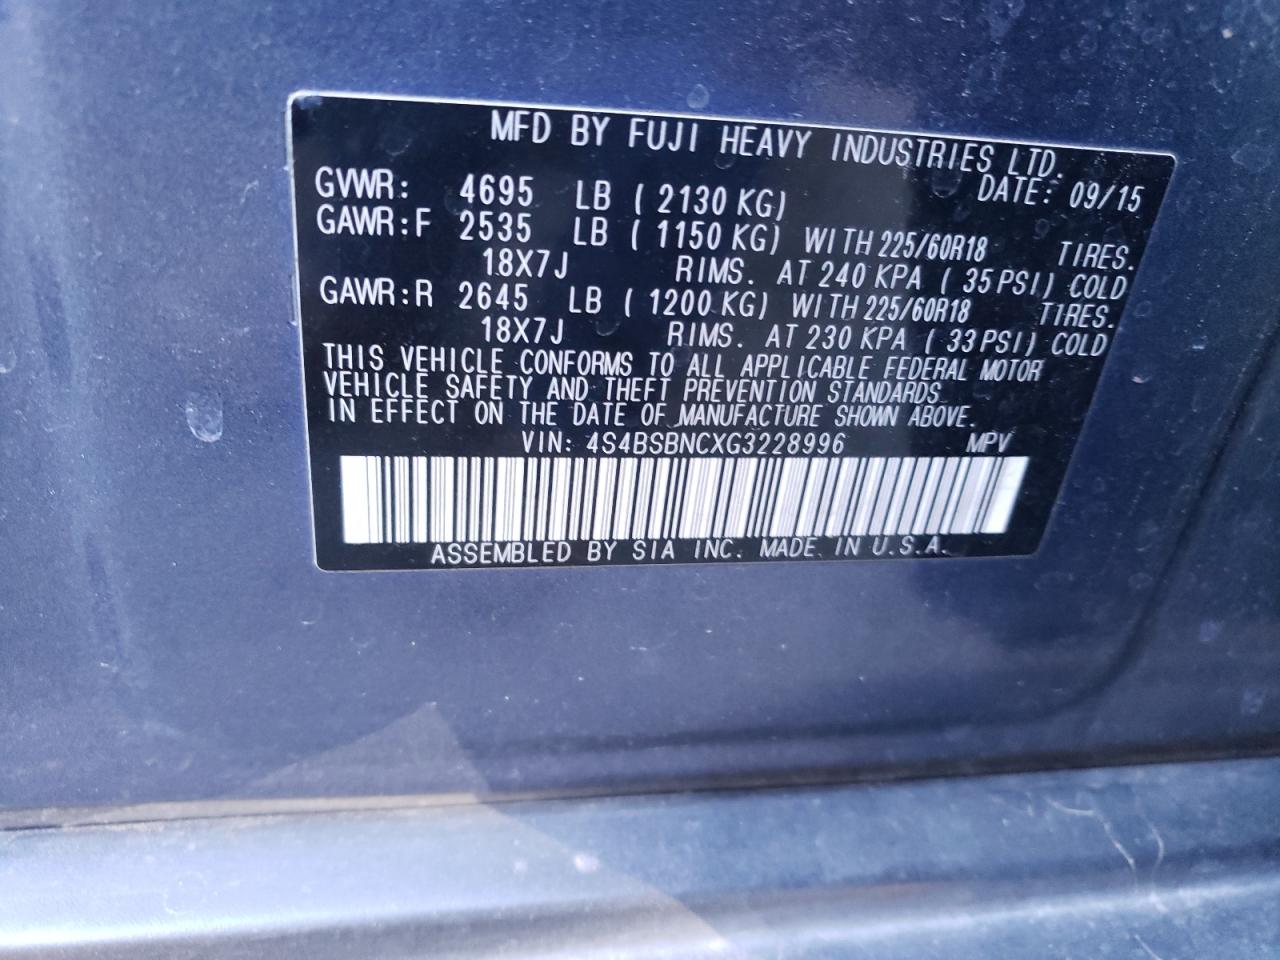 MFD BY FUJI HEAVY INDUSTRIES LTD.
DATE: 09/15
GVWR: 4695 LB ( 2130 KG)
GAWR:F 2535 LB ( 1150 KG) WITH 225/60R18 TIRES.
18X7J RIMS. AT 240 KPA ( 35 PSI) COLD
GAWR:R 2645 LB ( 1200 KG) WITH 225/60R18 TIRES.
18X7J RIMS. AT 230 KPA ( 33 PSI) COLD
THIS VEHICLE CONFORMS TO ALL APPLICABLE FEDERAL MOTOR
VEHICLE SAFETY AND THEFT PREVENTION STANDARDS
IN EFFECT ON THE DATE OF MANUFACTURE SHOWN ABOVE.
VIN: 4S4BSBNCXG3228996 MPV
ASSEMBLED BY SIA INC. MADE IN U.S.A.